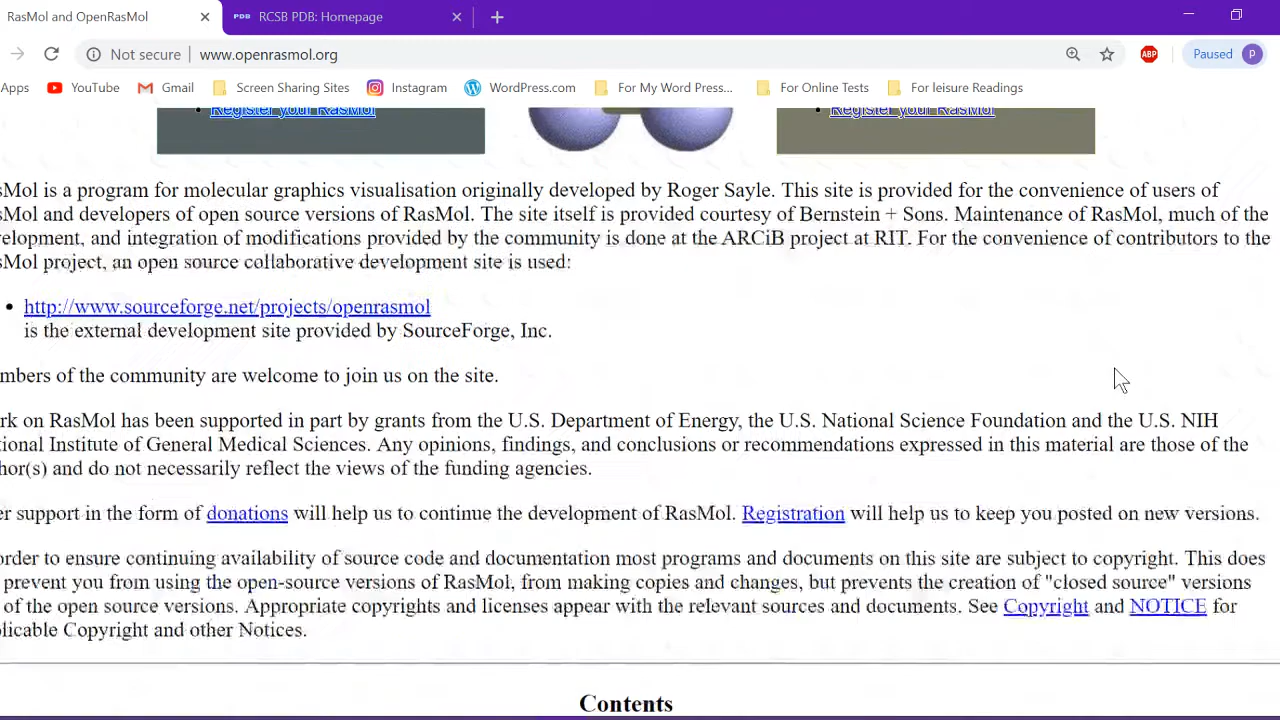 RasMol and OpenRasMol
PDB RCSB PDB: Homepage
Not secure www.openrasmol.org ABP Paused P
Apps YouTube Gmail Screen Sharing Sites Instagram WordPress.com For My Word Press... For Online Tests For leisure Readings
Register your RasMol Register your RasMol
sMol is a program for molecular graphics visualisation originally developed by Roger Sayle. This site is provided for the convenience of users of
sMol and developers of open source versions of RasMol. The site itself is provided courtesy of Bernstein + Sons. Maintenance of RasMol, much of the
velopment, and integration of modifications provided by the community is done at the ARCiB project at RIT. For the convenience of contributors to the
sMol project, an open source collaborative development site is used:
• http://www.sourceforge.net/projects/openrasmol
is the external development site provided by SourceForge, Inc.
mbers of the community are welcome to join us on the site.
rk on RasMol has been supported in part by grants from the U.S. Department of Energy, the U.S. National Science Foundation and the U.S. NIH
tional Institute of General Medical Sciences. Any opinions, findings, and conclusions or recommendations expressed in this material are those of the
hor(s) and do not necessarily reflect the views of the funding agencies.
er support in the form of donations will help us to continue the development of RasMol. Registration will help us to keep you posted on new versions.
order to ensure continuing availability of source code and documentation most programs and documents on this site are subject to copyright. This does
prevent you from using the open-source versions of RasMol, from making copies and changes, but prevents the creation of "closed source" versions
of the open source versions. Appropriate copyrights and licenses appear with the relevant sources and documents. See Copyright and NOTICE for
plicable Copyright and other Notices.
Contents